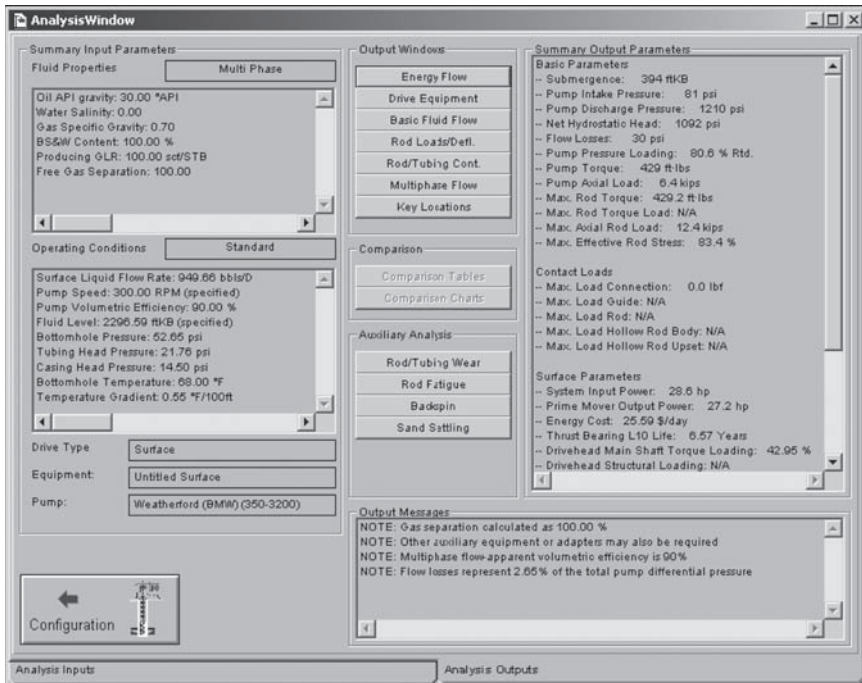 AnalysisWindow
Summary Input Parameters
Fluid Properties
Multi Phase
Oil API gravity: 30.00 °API
Water Salinity: 0.00
Gas Specific Gravity: 0.70
BS&W Content: 100.00 %
Producing GLR: 100.00 scf/STB
Free Gas Separation: 100.00
Operating Conditions
Standard
Surface Liquid Flow Rate: 949.66 bbls/D
Pump Speed: 300.00 RPM (specified)
Pump Volumetric Efficiency: 90.00 %
Fluid Level: 2296.59 ftKB (specified)
Bottomhole Pressure: 52.65 psi
Tubing Head Pressure: 21.76 psi
Casing Head Pressure: 14.50 psi
Bottomhole Temperature: 68.00 °F
Temperature Gradient: 0.55 °F/100ft
Drive Type
Surface
Equipment:
Untitled Surface
Pump:
Weatherford (BMW) (350-3200)
Configuration
Output Windows
Energy Flow
Drive Equipment
Basic Fluid Flow
Rod Loads/Defl.
Rod/Tubing Cont.
Multiphase Flow
Key Locations
Comparison
Comparison Tables
Comparison Charts
Auxiliary Analysis
Rod/Tubing Wear
Rod Fatigue
Backspin
Sand Settling
Summary Output Parameters
Basic Parameters
-- Submergence: 394 ftKB
-- Pump Intake Pressure: 81 psi
-- Pump Discharge Pressure: 1210 psi
-- Net Hydrostatic Head: 1092 psi
-- Flow Losses: 30 psi
-- Pump Pressure Loading: 80.6 % Rtd.
-- Pump Torque: 429 ft·lbs
-- Pump Axial Load: 6.4 kips
-- Max. Rod Torque: 429.2 ft·lbs
-- Max. Rod Torque Load: N/A
-- Max. Axial Rod Load: 12.4 kips
-- Max. Effective Rod Stress: 83.4 %
Contact Loads
-- Max. Load Connection: 0.0 lbf
-- Max. Load Guide: N/A
-- Max. Load Rod: N/A
-- Max. Load Hollow Rod Body: N/A
-- Max. Load Hollow Rod Upset: N/A
Surface Parameters
-- System Input Power: 28.6 hp
-- Prime Mover Output Power: 27.2 hp
-- Energy Cost: 25.59 $/day
-- Thrust Bearing L10 Life: 6.57 Years
-- Drivehead Main Shaft Torque Loading: 42.95 %
-- Drivehead Structural Loading: N/A
Output Messages
NOTE: Gas separation calculated as 100.00 %
NOTE: Other auxiliary equipment or adapters may also be required
NOTE: Multiphase flow-apparent volumetric efficiency is 90%
NOTE: Flow losses represent 2.65% of the total pump differential pressure
Analysis Inputs
Analysis Outputs